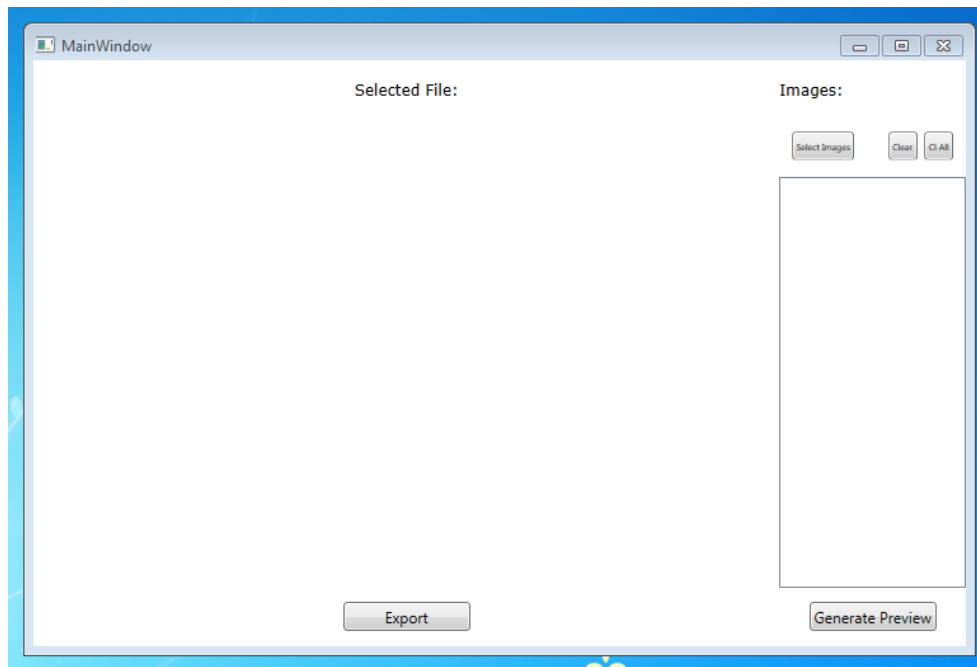 MainWindow
Selected File:
Images:
Select Images
Clear
Cl All
Export
Generate Preview